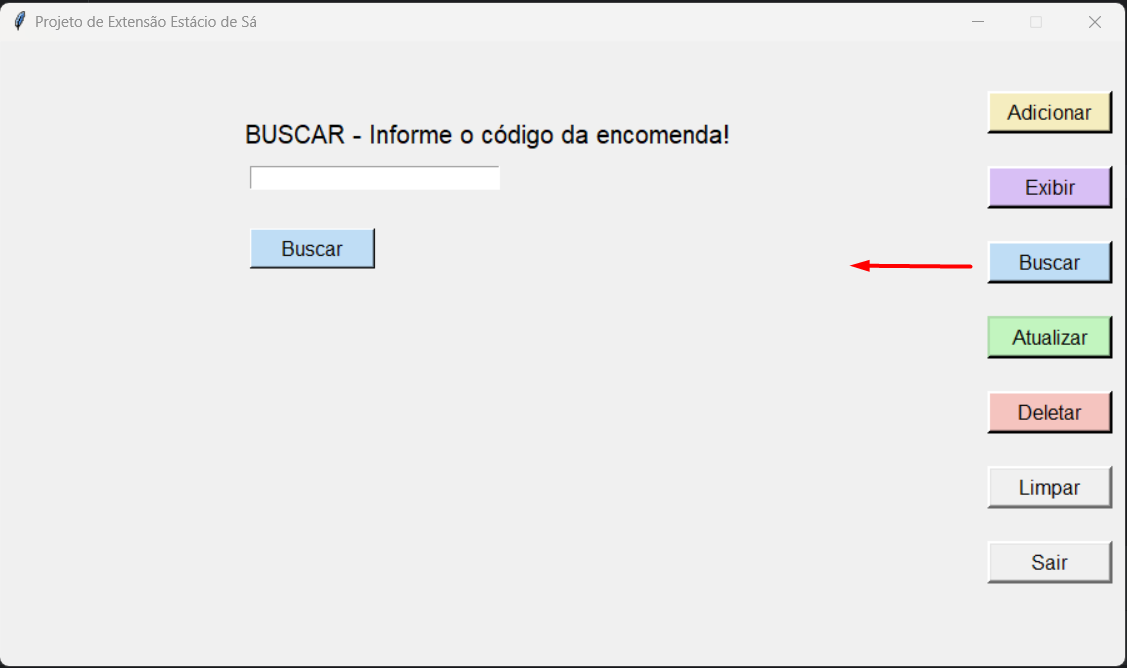 Projeto de Extensão Estácio de Sá
BUSCAR - Informe o código da encomenda!
Buscar
Adicionar
Exibir
Buscar
Atualizar
Deletar
Limpar
Sair